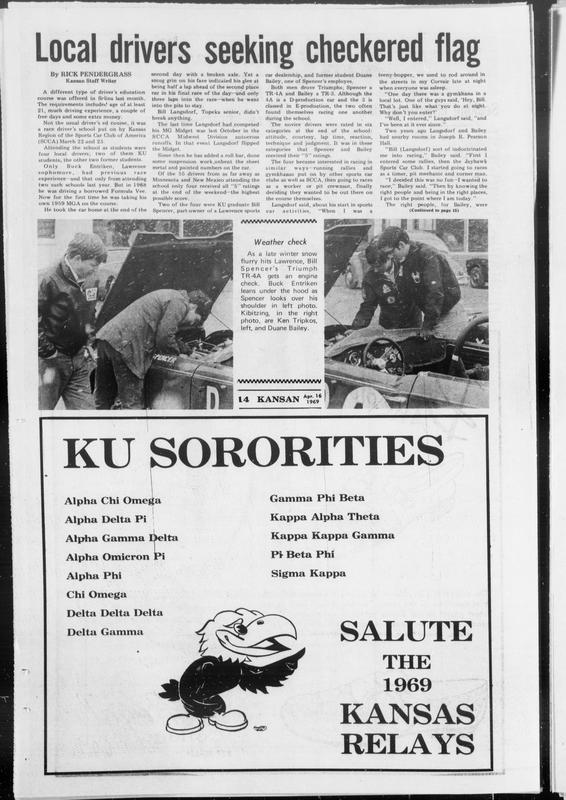 Local drivers seeking checkered flag
By RICK PENDERGRASS
Kansan Staff Writer
A different type of driver's education
course was offered in Salina last month.
The requirements include: age of at least
21, much driving experience, a couple of
free days and some extra money.
Not the usual driver's ed course, it was
a race driver's school put on by Kansas
Region of the Sports Car Club of America
(SCCA) March 22 and 23.
Attending the school as students were
four local drivers; two of them KU
students, the other two former students.
Only Buck Entriken, Lawrence
sophomore, had previous race
experience—and that only from attending
two such schools last year. But in 1968
he was driving a borrowed Formula Vee.
Now for the first time he was taking his
own 1959 MGA on the course.
He took the car home at the end of the
second day with a broken axle. Yet a
smug grin on his face indicated his glee at
being half a lap ahead of the second place
car in his final race of the day—and only
three laps into the race—when he went
into the pits to stay.
Bill Langsdorf, Topeka senior, didn't
break anything.
The last time Langsdorf had competed
his MG Midget was last October in the
SCCA Midwest Division autocross
runoffs. In that event Langsdorf flipped
the Midget.
Since then he has added a roll bar, done
some suspension work, onbeat the sheet
metal and painted numbers on the car.
Of the 55 drivers from as far away as
Minnesota and New Mexico attending the
school only four received all "5" ratings
at the end of the weekend—the highest
possible score.
Two of the four were KU graduate Bill
Spencer, part-owner of a Lawrence sports
car dealership, and former student Duane
Bailey, one of Spencer's employes.
Both men drove Triumphs; Spencer a
TR-4A and Bailey a TR-3. Although the
4A is a D-production car and the 3 is
classed in E-production, the two often
found themselves racing one another
during the school.
The novice drivers were rated in six
categories at the end of the school:
attitude, courtesy, lap time, reaction,
technique and judgment. It was in these
categories that Spencer and Bailey
received their "5" ratings.
The four became interested in racing in
similar ways—running rallies and
gymkhanas put on by other sports car
clubs as well as SCCA, then going to races
as a worker or pit crewman, finally
deciding they wanted to be out there on
the course themselves.
Langsdorf said, about his start in sports
car activities, "When I was a
teeny-bopper, we used to rod around in
the streets in my Corvair late at night
when everyone was asleep.
"One day there was a gymkhana in a
local lot. One of the guys said, 'Hey, Bill.
That's just like what you do at night.
Why don't you enter?'
"Well, I entered," Langsdorf said, "and
I've been at it ever since."
Two years ago Langsdorf and Bailey
had nearby rooms in Joseph R. Pearson
Hall.
"Bill (Langsdorf) sort of indoctrinated
me into racing," Bailey said. "First I
entered some rallies, then the Jayhawk
Sports Car Club. I started going to races
as a timer, pit mechanic and corner man.
"I decided this was no fun—I wanted to
race," Bailey said. "Then by knowing the
right people and being in the right places,
I got to the point where I am today."
The right people, for Bailey, were
(Continued to page 15)
Weather check
As a late winter snow
flurry hits Lawrence, Bill
Spencer's Triumph
TR-4A gets an engine
check. Buck Entriken
leans under the hood as
Spencer looks over his
shoulder in left photo.
Kibitzing, in the right
photo, are Ken Tripkos,
left, and Duane Bailey.
SPENCER
D
14 KANSAN Apr. 16
1969
KU SORORITIES
Alpha Chi Omega
Alpha Delta Pi
Alpha Gamma Delta
Alpha Omicron Pi
Alpha Phi
Chi Omega
Delta Delta Delta
Delta Gamma
Gamma Phi Beta
Kappa Alpha Theta
Kappa Kappa Gamma
Pi Beta Phi
Sigma Kappa
SALUTE
THE
1969
KANSAS
RELAYS